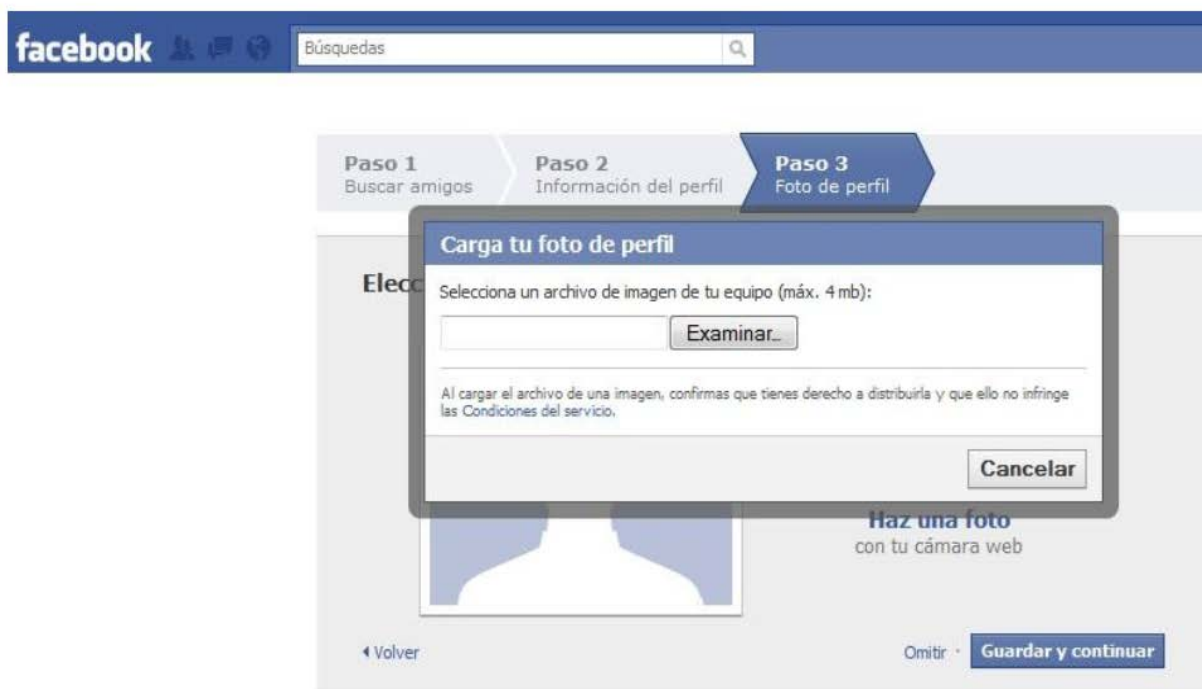 facebook
Búsquedas
Paso 1
Buscar amigos
Paso 2
Información del perfil
Paso 3
Foto de perfil
Carga tu foto de perfil
Elecc
Selecciona un archivo de imagen de tu equipo (máx. 4 mb):
Examinar...
Al cargar el archivo de una imagen, confirmas que tienes derecho a distribuirla y que ello no infringe
las Condiciones del servicio.
Cancelar
Haz una foto
con tu cámara web
Volver
Omitir ·
Guardar y continuar